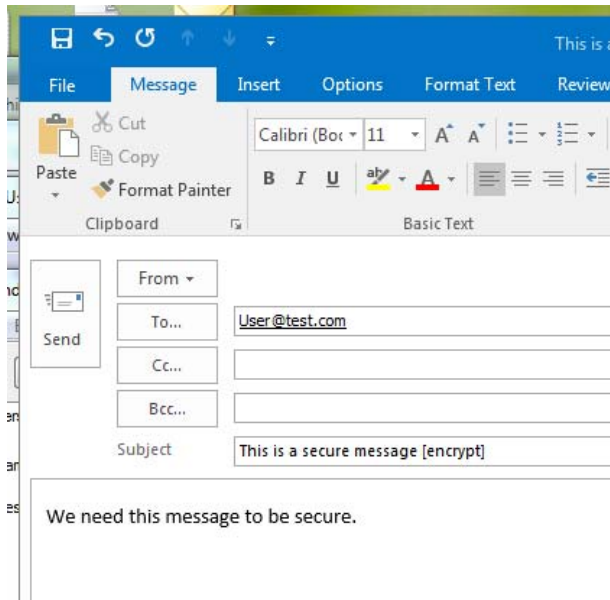 This is a
File Message Insert Options Format Text Review
Cut
Copy
Format Painter
Paste
Calibri (Boc 11 A A
B I U aby A
Clipboard Basic Text
From
To... User@test.com
Send
Cc...
Bcc...
Subject This is a secure message [encrypt]
We need this message to be secure.